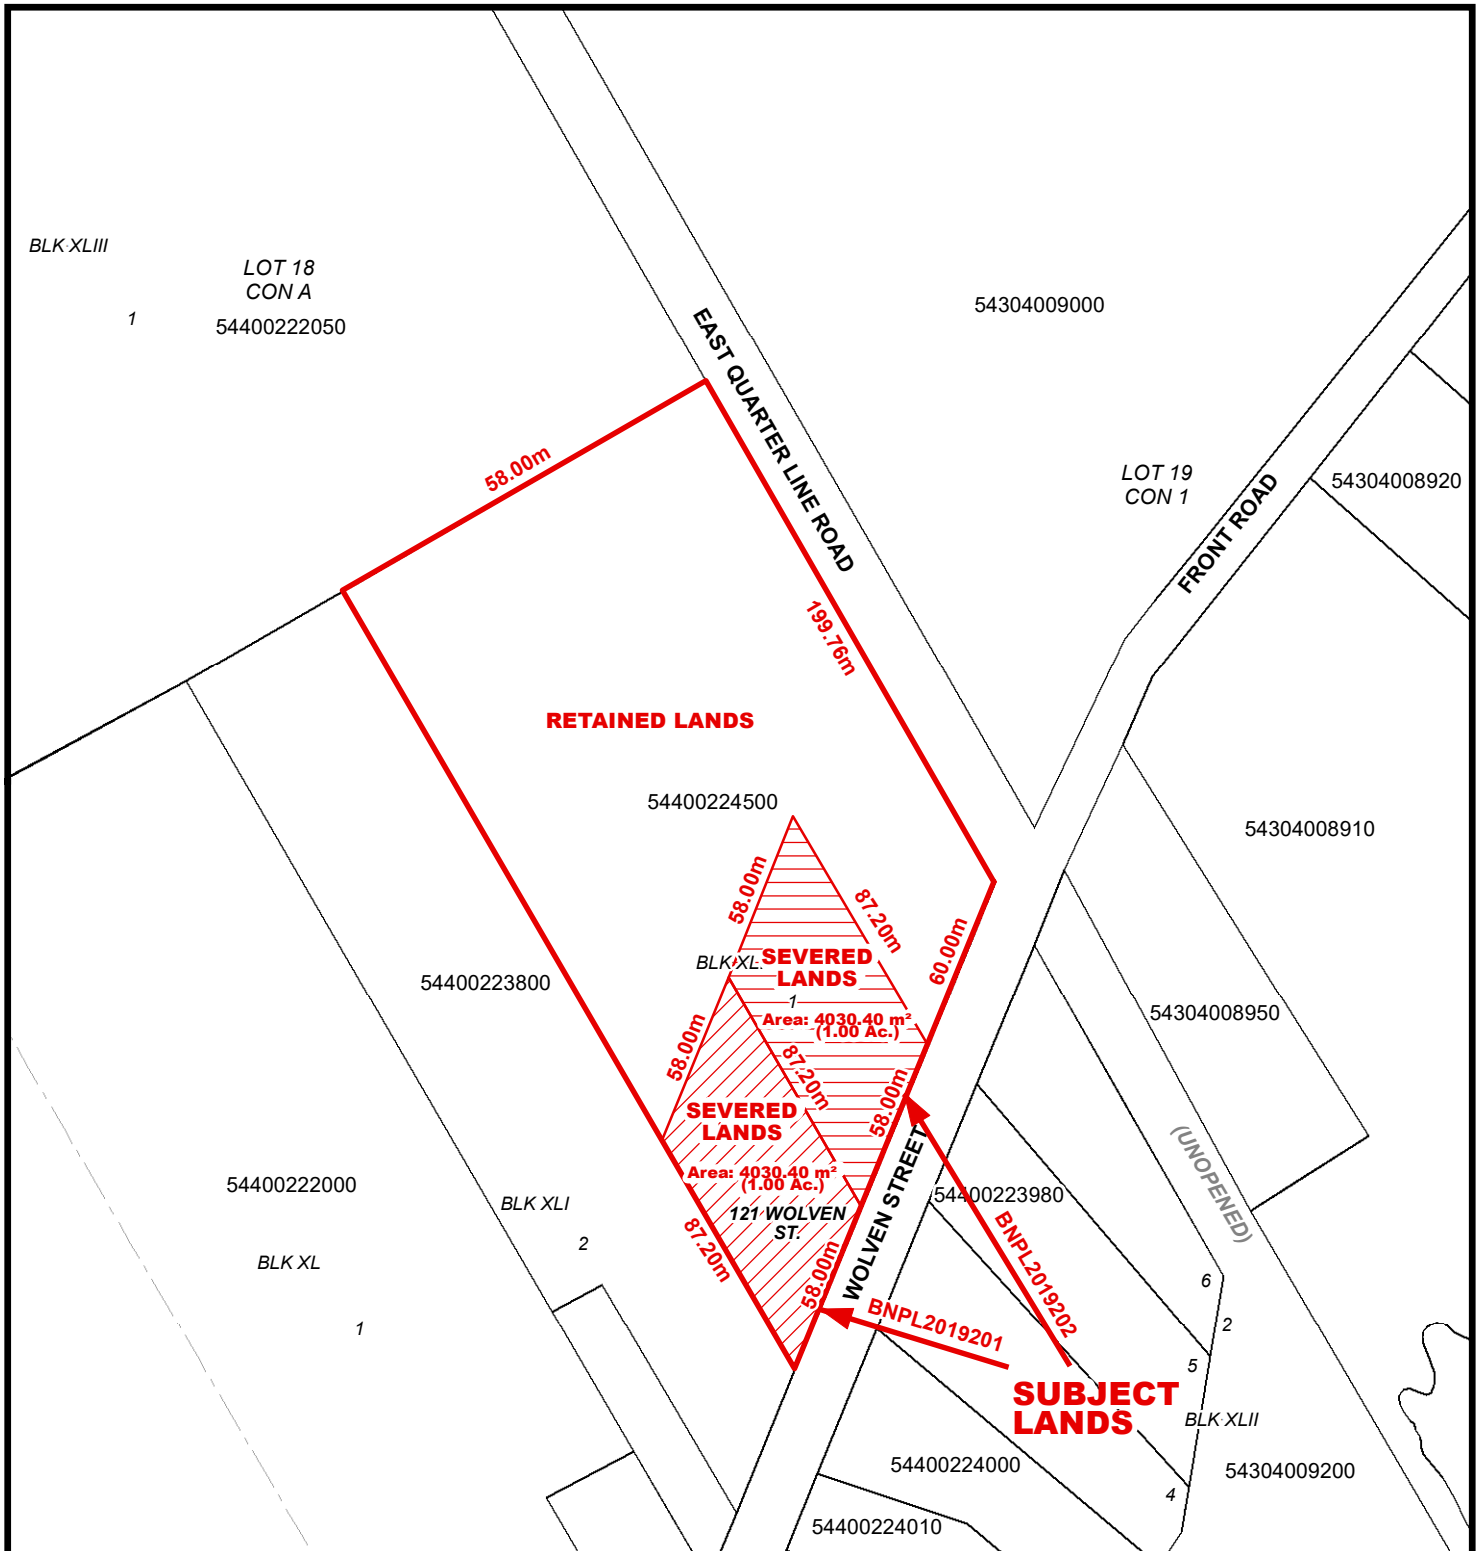 BLK XLIII
LOT 18
CON A
1
54400222050
54304009000
EAST QUARTER LINE ROAD
58.00m
LOT 19
CON 1
54304008920
FRONT ROAD
199.76m
RETAINED LANDS
54400224500
54304008910
58.00m
87.20m
60.00m
BLK XL
SEVERED
LANDS
1
54400223800
54304008950
Area: 4030.40 m²
(1.00 Ac.)
58.00m
87.20m
58.00m
SEVERED
LANDS
WOLVEN STREET
(UNOPENED)
Area: 4030.40 m²
(1.00 Ac.)
54400222000
BLK XLI
54400223980
121 WOLVEN
ST.
87.20m
2
BLK XL
58.00m
BNPL2019202
6
BNPL2019201
2
1
5
SUBJECT
LANDS
BLK XLII
54400224000
54304009200
4
54400224010